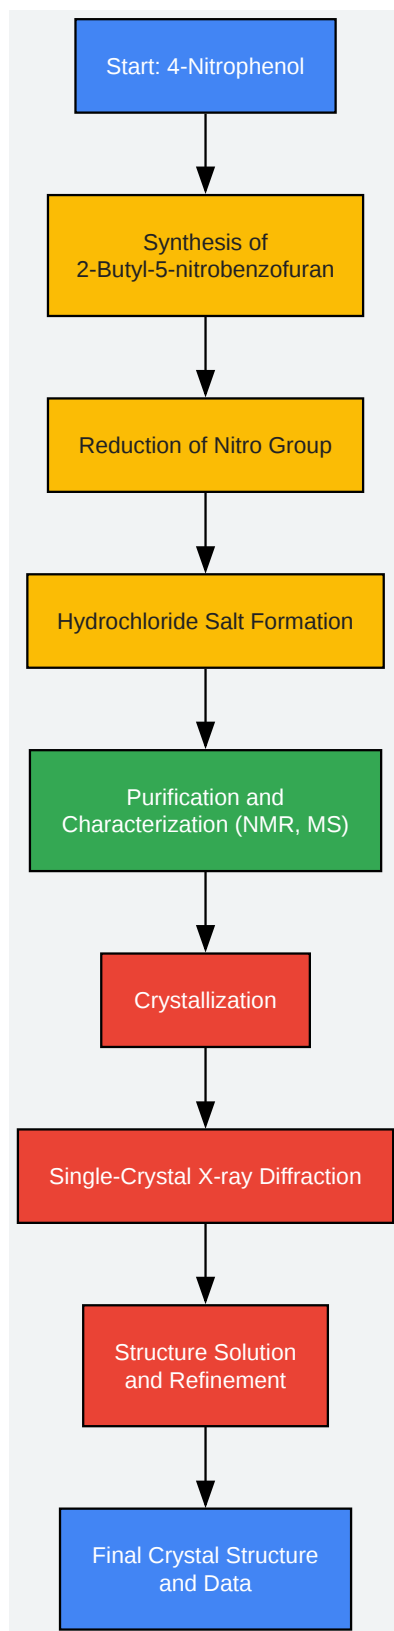 Start: 4-Nitrophenol
Synthesis of
2-Butyl-5-nitrobenzofuran
Reduction of Nitro Group
Hydrochloride Salt Formation
Purification and
Characterization (NMR, MS)
Crystallization
Single-Crystal X-ray Diffraction
Structure Solution
and Refinement
Final Crystal Structure
and Data